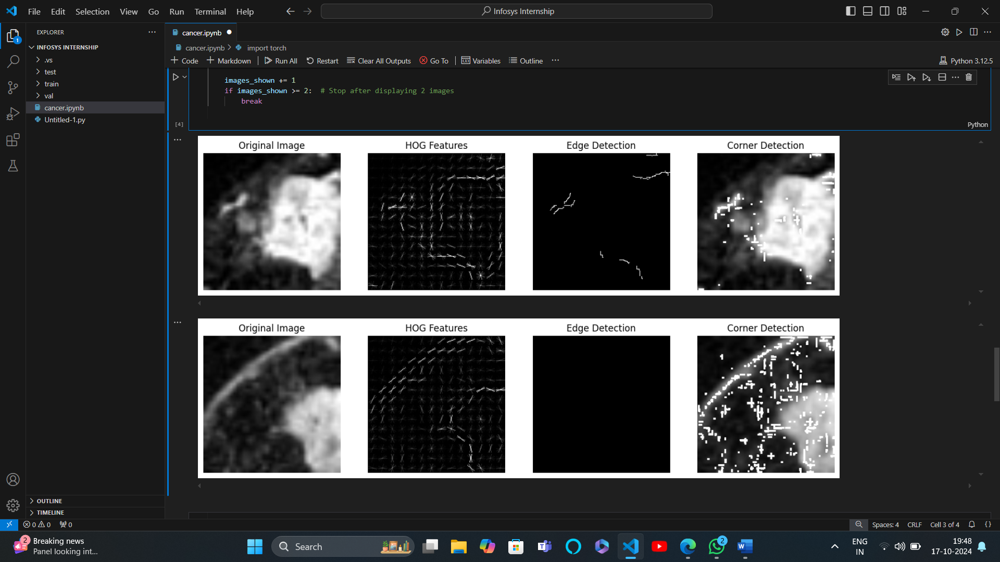 File Edit Selection View Go Run Terminal Help
Infosys Internship
EXPLORER
cancer.ipynb
1
INFOSYS INTERNSHIP
cancer.ipynb > import torch
.vs
Code Markdown Run All Restart Clear All Outputs Go To Variables Outline Python 3.12.5
test
train
val
cancer.ipynb
Untitled-1.py
images_shown += 1
if images_shown >= 2:  # Stop after displaying 2 images
break
[4]
Python
Original Image HOG Features Edge Detection Corner Detection
Original Image HOG Features Edge Detection Corner Detection
OUTLINE
TIMELINE
0 0 0
Spaces: 4 CRLF Cell 3 of 4
2
Breaking news
Panel looking int...
Search
2
ENG
IN
19:48
17-10-2024